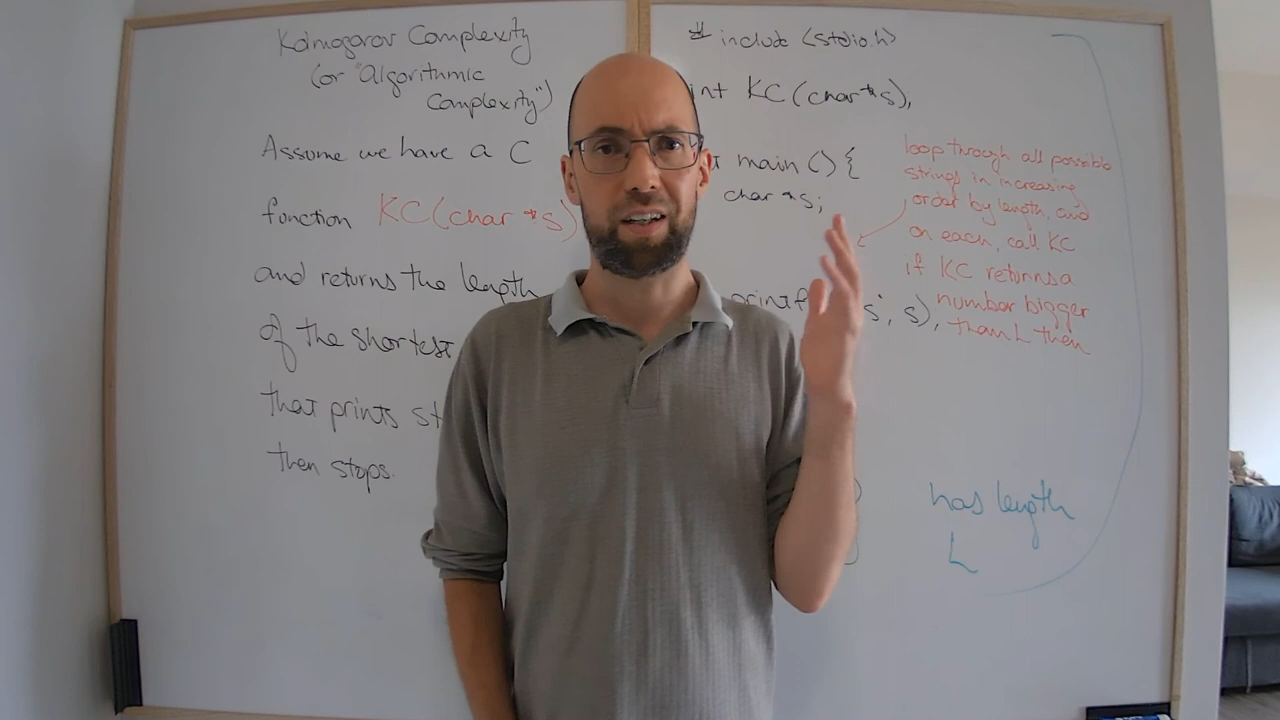 Kolmogorov Complexity
(or "Algorithmic
Complexity")
Assume we have a C
function KC(char *s)
and returns the length
of the shortest
that prints st
then stops.
# include <stdio.h>
int KC(char *s),
main () {
char *s;
printf s", s),
loop through all possible
strings in increasing
order by length, and
on each, call KC
if KC returns a
number bigger
than L then
}
has length
L